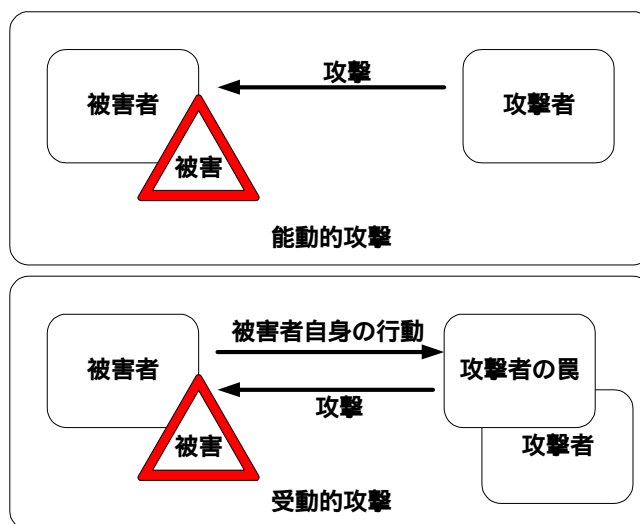 攻撃
被害者
攻撃者
被害
能動的攻撃
被害者自身の行動
被害者
攻撃者の罠
攻撃
被害
攻撃者
受動的攻撃